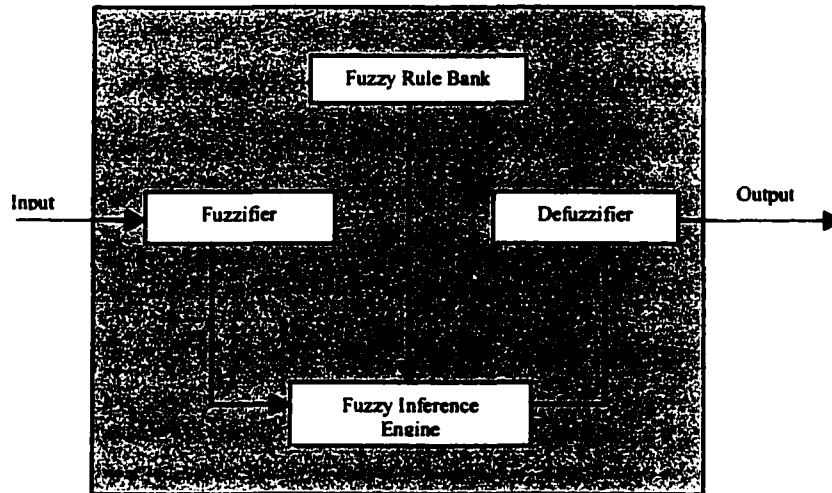 Fuzzy Rule Bank
Input
Fuzzifier
Defuzzifier
Output
Fuzzy Inference
Engine